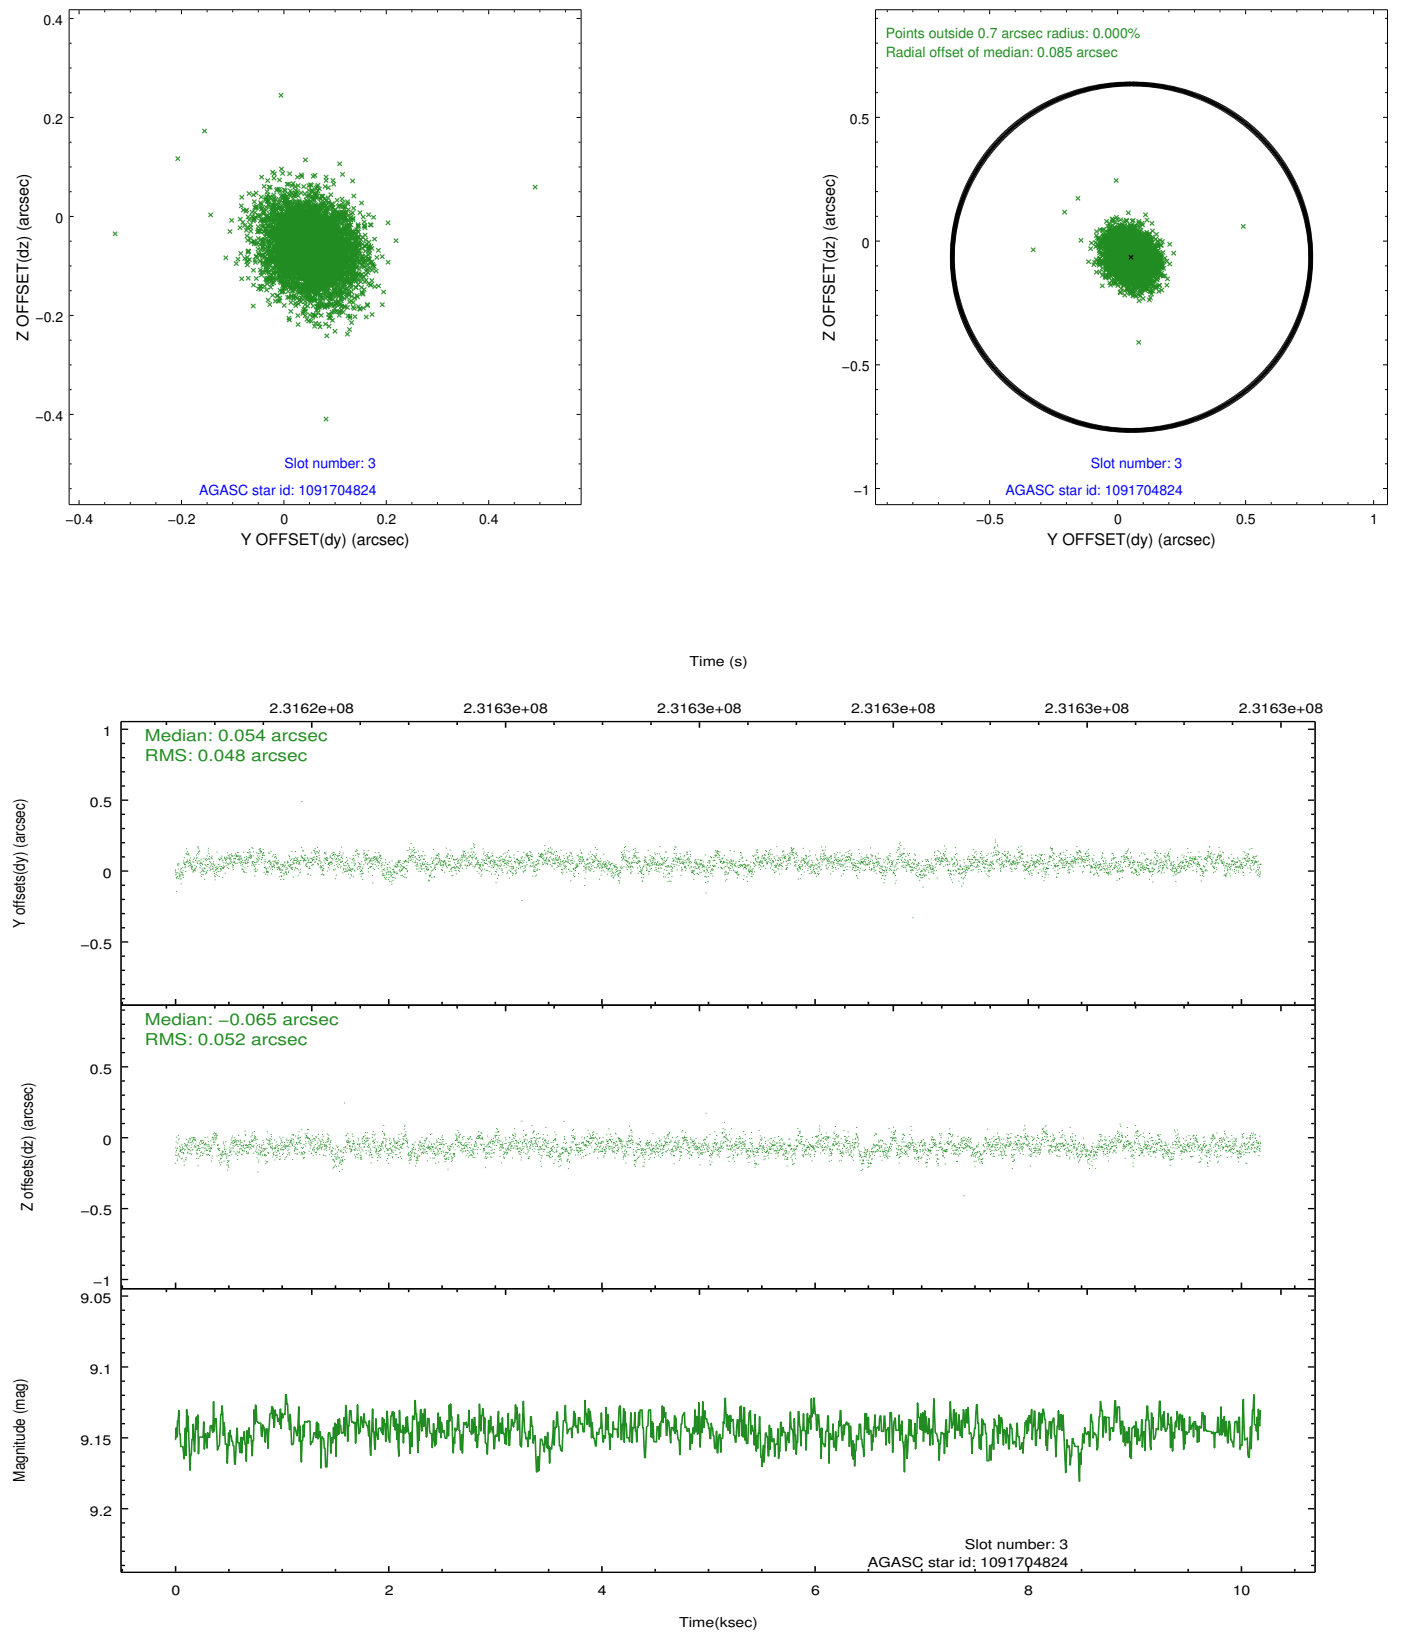 0.4
0.2
0
−0.2
−0.4
Z OFFSET(dz) (arcsec)
Slot number: 3
AGASC star id: 1091704824
−0.4 −0.2 0 0.2 0.4
Y OFFSET(dy) (arcsec)
Points outside 0.7 arcsec radius: 0.000%
Radial offset of median: 0.085 arcsec
0.5
0
−0.5
−1
Z OFFSET(dz) (arcsec)
Slot number: 3
AGASC star id: 1091704824
−0.5 0 0.5 1
Y OFFSET(dy) (arcsec)
Time (s)
2.3162e+08 2.3163e+08 2.3163e+08 2.3163e+08 2.3163e+08 2.3163e+08
Median: 0.054 arcsec
RMS: 0.048 arcsec
1
0.5
0
−0.5
Y offsets(dy) (arcsec)
Median: −0.065 arcsec
RMS: 0.052 arcsec
0.5
0
−0.5
−1
Z offsets(dz) (arcsec)
9.05
9.1
9.15
9.2
Magnitude (mag)
Slot number: 3
AGASC star id: 1091704824
0 2 4 6 8 10
Time(ksec)